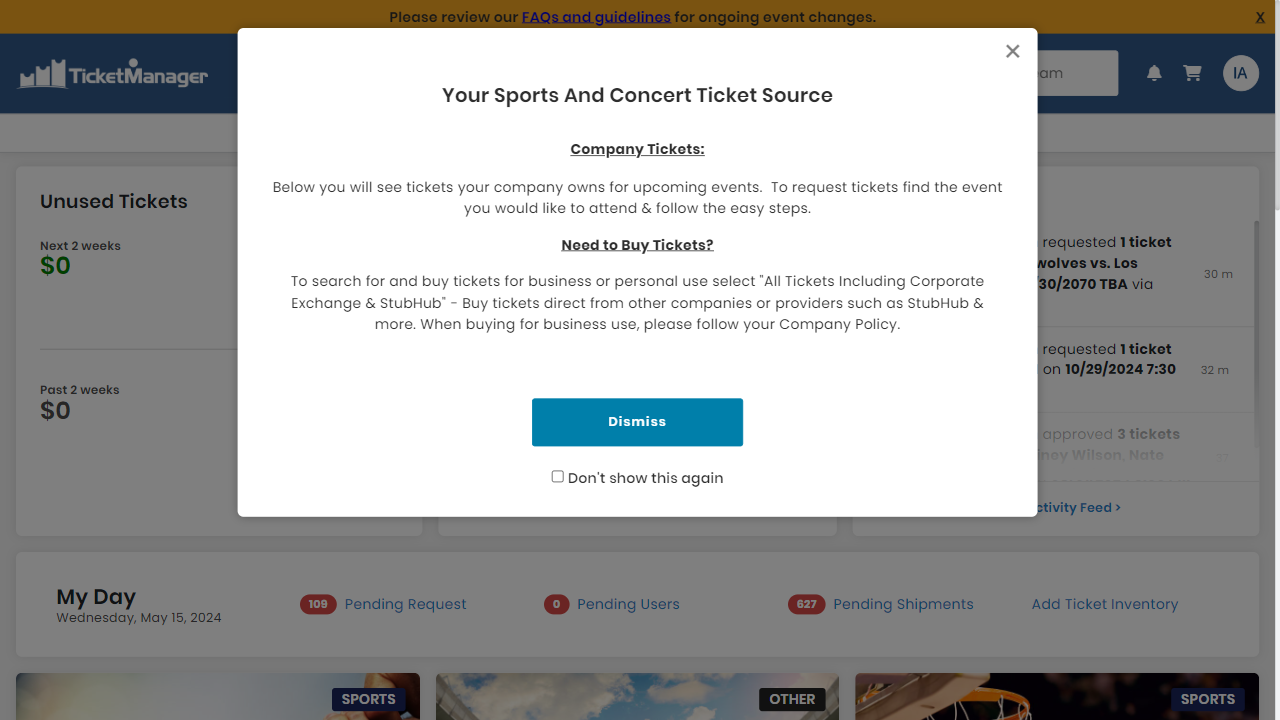 Please review our FAQs and guidelines for ongoing event changes.
X
TicketManager
eam
IA
Your Sports And Concert Ticket Source
Company Tickets:
Below you will see tickets your company owns for upcoming events. To request tickets find the event
you would like to attend & follow the easy steps.
Need to Buy Tickets?
To search for and buy tickets for business or personal use select "All Tickets Including Corporate
Exchange & StubHub" - Buy tickets direct from other companies or providers such as StubHub &
more. When buying for business use, please follow your Company Policy.
Dismiss
Don't show this again
Unused Tickets
Next 2 weeks
$0
Past 2 weeks
$0
requested 1 ticket
wolves vs. Los
30 m
/30/2070 TBA via
requested 1 ticket
on 10/29/2024 7:30
32 m
approved 3 tickets
iney Wilson, Nate
ctivity Feed >
My Day
Wednesday, May 15, 2024
109 Pending Request
0 Pending Users
627 Pending Shipments
Add Ticket Inventory
SPORTS
OTHER
SPORTS